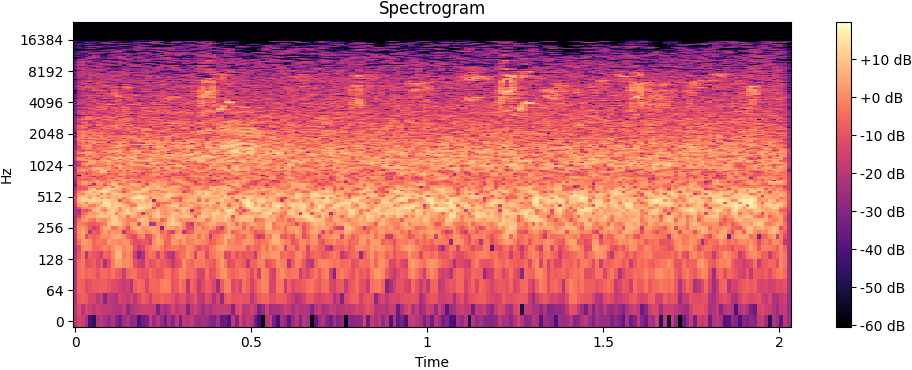 Spectrogram
16384
8192
4096
2048
1024
512
256
128
64
0
Hz
0
0.5
1
1.5
2
Time
+10 dB
+0 dB
-10 dB
-20 dB
-30 dB
-40 dB
-50 dB
-60 dB